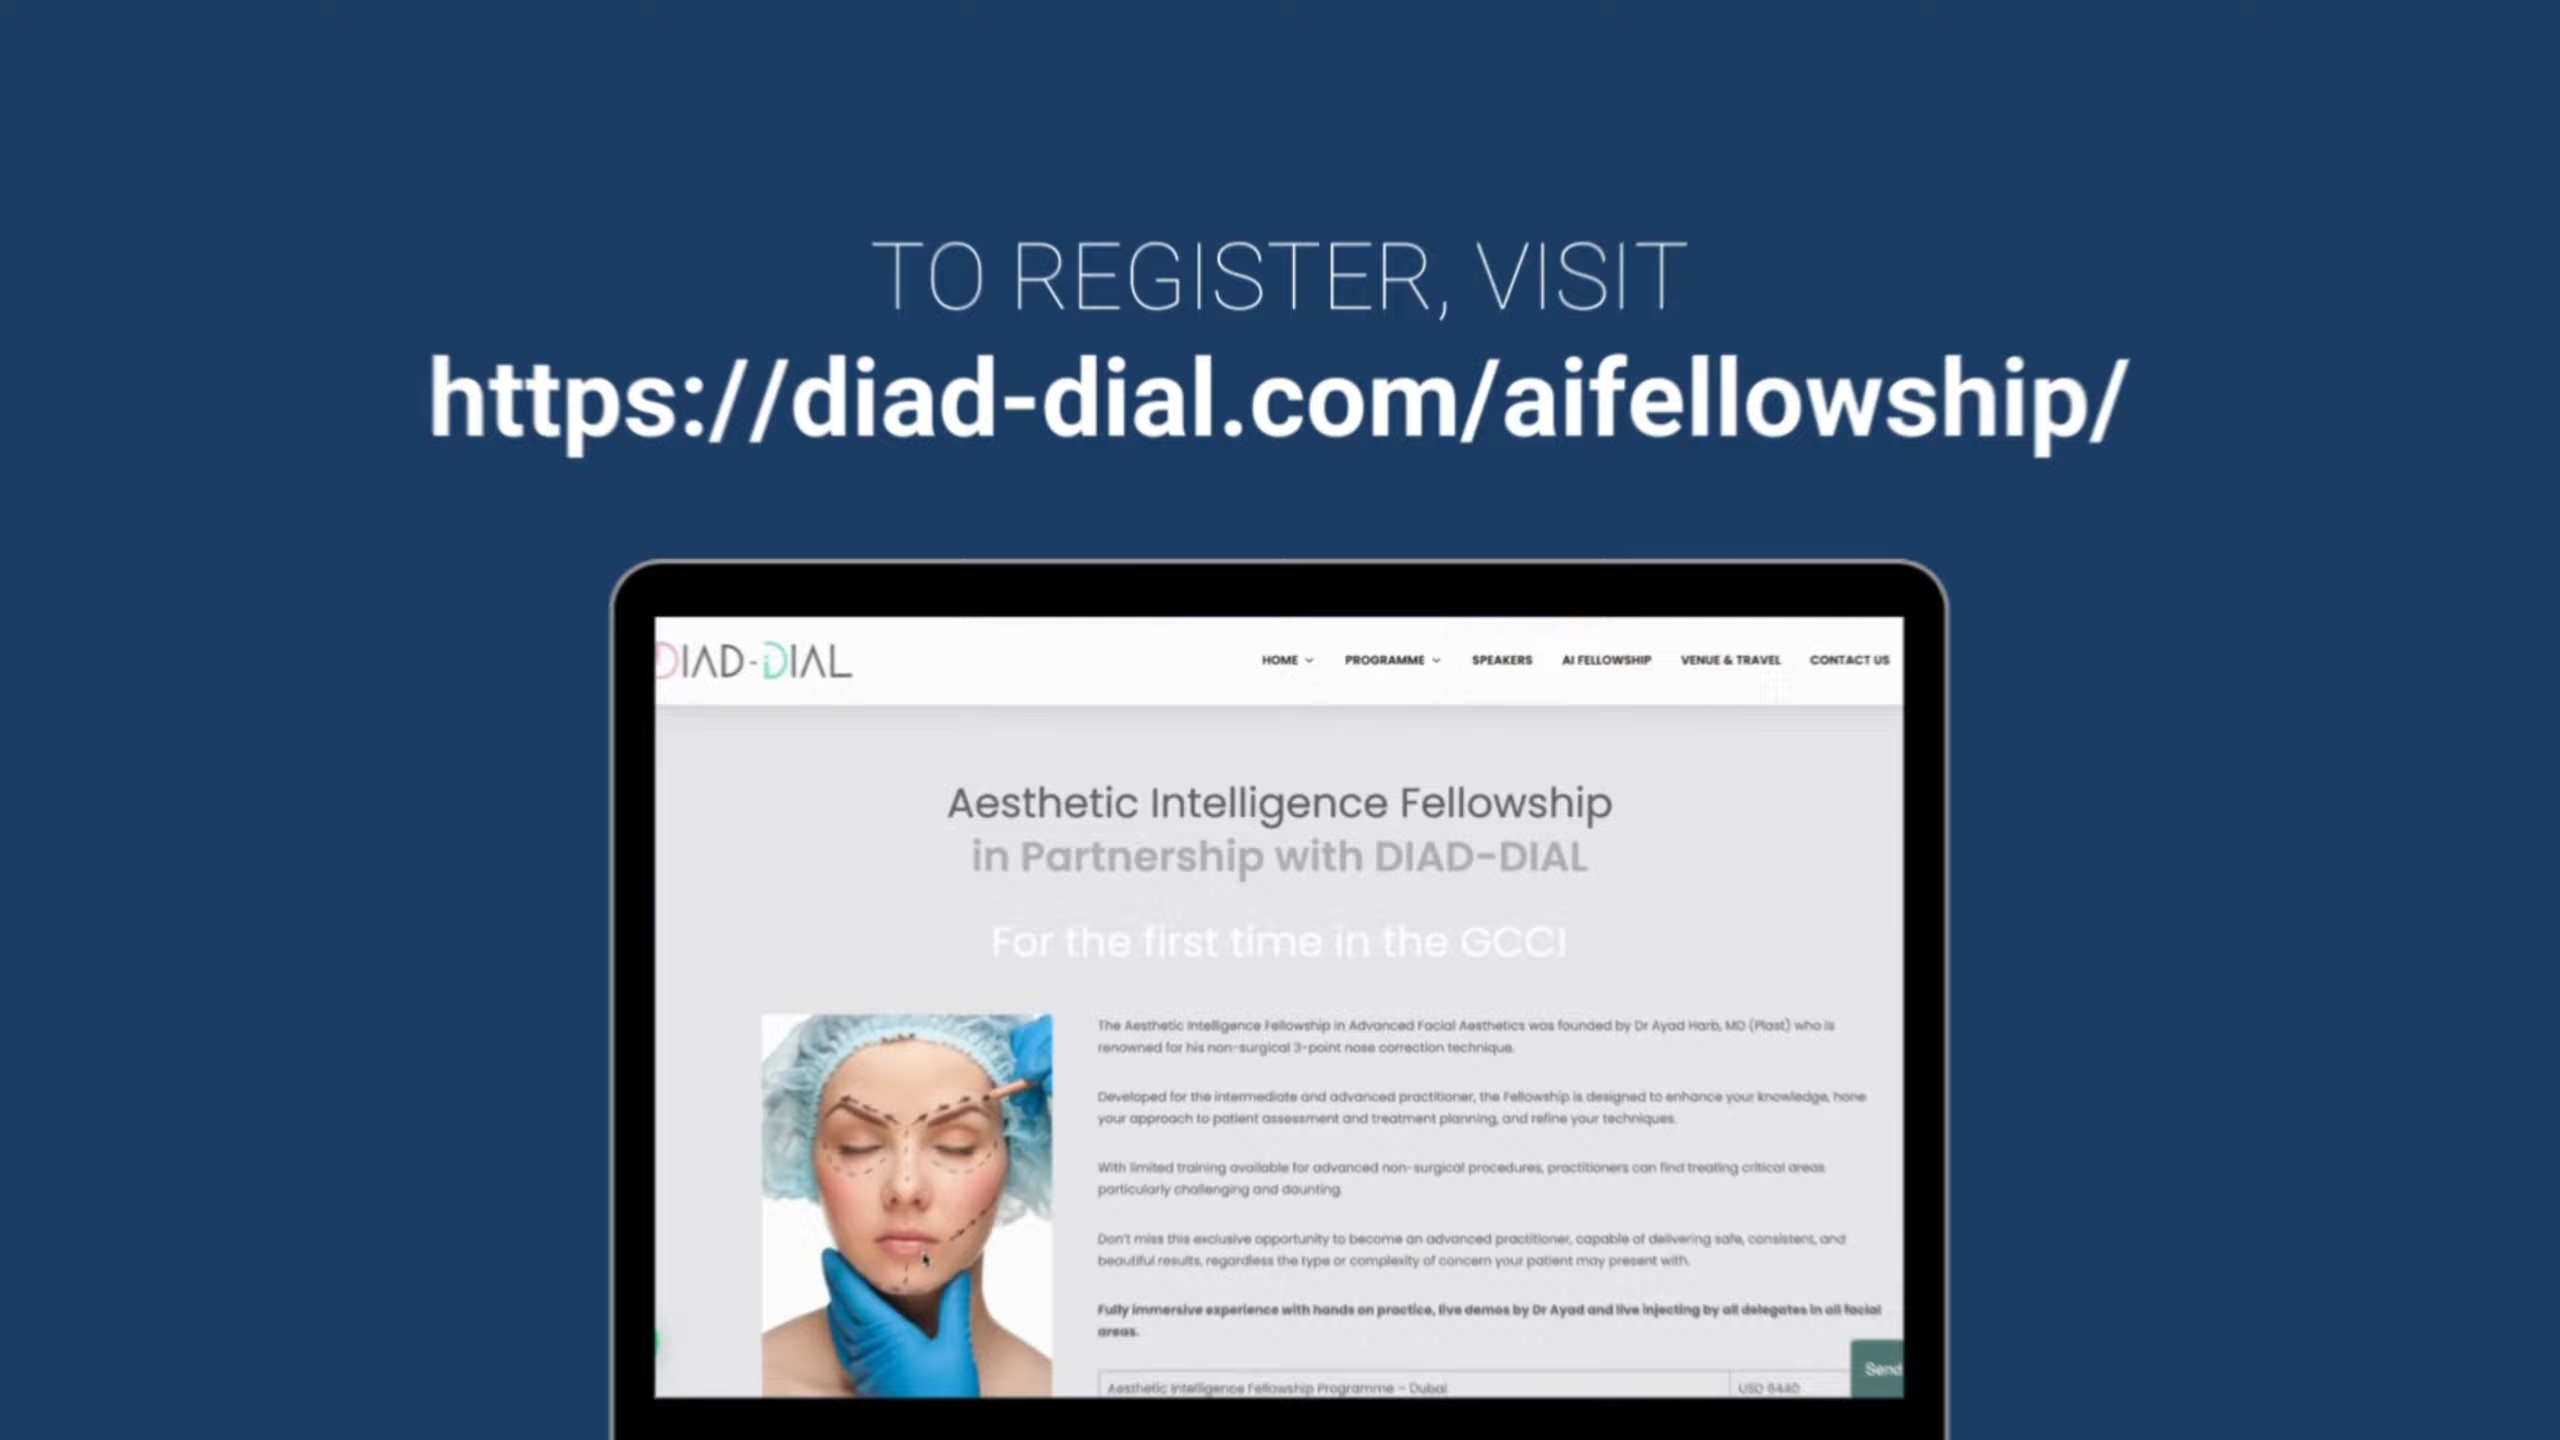 TO REGISTER, VISIT
https://diad-dial.com/aifellowship/
DIAD-DIAL
HOME PROGRAMME SPEAKERS AI FELLOWSHIP VENUE & TRAVEL CONTACT US
Aesthetic Intelligence Fellowship
in Partnership with DIAD-DIAL
For the first time in the GCC!
The Aesthetic Intelligence Fellowship in Advanced Facial Aesthetics was founded by Dr Ayad Harb, MD (Plast) who is
renowned for his non-surgical 3-point nose correction technique.
Developed for the intermediate and advanced practitioner, the Fellowship is designed to enhance your knowledge, hone
your approach to patient assessment and treatment planning, and refine your techniques.
With limited training available for advanced non-surgical procedures, practitioners can find treating critical areas
particularly challenging and daunting.
Don't miss this exclusive opportunity to become an advanced practitioner, capable of delivering safe, consistent, and
beautiful results, regardless the type or complexity of concern your patient may present with.
Fully immersive experience with hands on practice, live demos by Dr Ayad and live injecting by all delegates in all facial
areas.
Aesthetic Intelligence Fellowship Programme – Dubai USD
Send